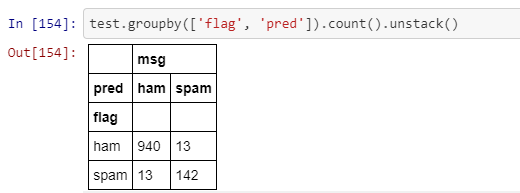 In [154]: test.groupby(['flag', 'pred']).count().unstack()
Out[154]:
msg
pred ham spam
flag
ham 940 13
spam 13 142